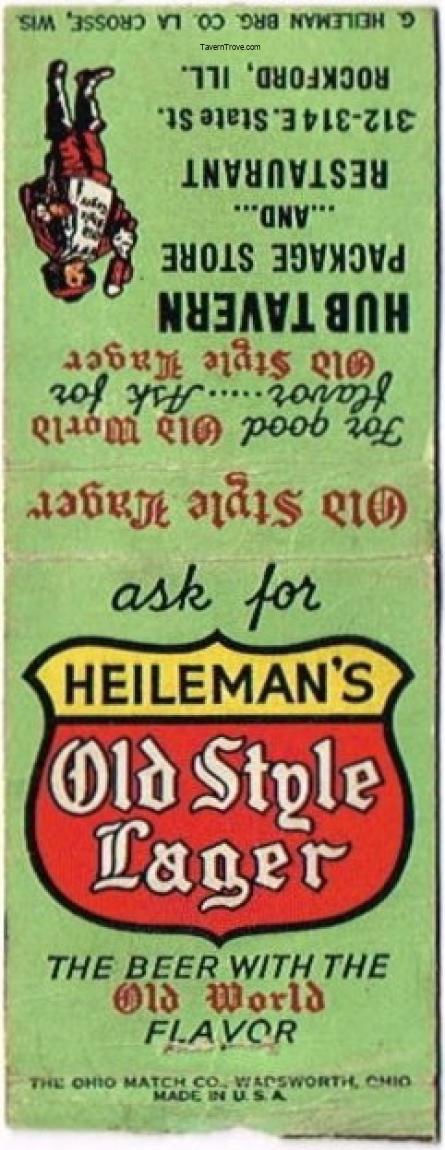 TavernTrove.com
Old Style Lager
For good Old World
flavor......Ask for
Old Style Lager
HUB TAVERN
PACKAGE STORE
...AND...
RESTAURANT
312-314 E. State St.
ROCKFORD, ILL.
G. HEILEMAN BRG. CO. LA CROSSE, WIS.
ask for
HEILEMAN'S
Old Style
Lager
THE BEER WITH THE
Old World
FLAVOR
THE OHIO MATCH CO., WADSWORTH, OHIO
MADE IN U.S.A.